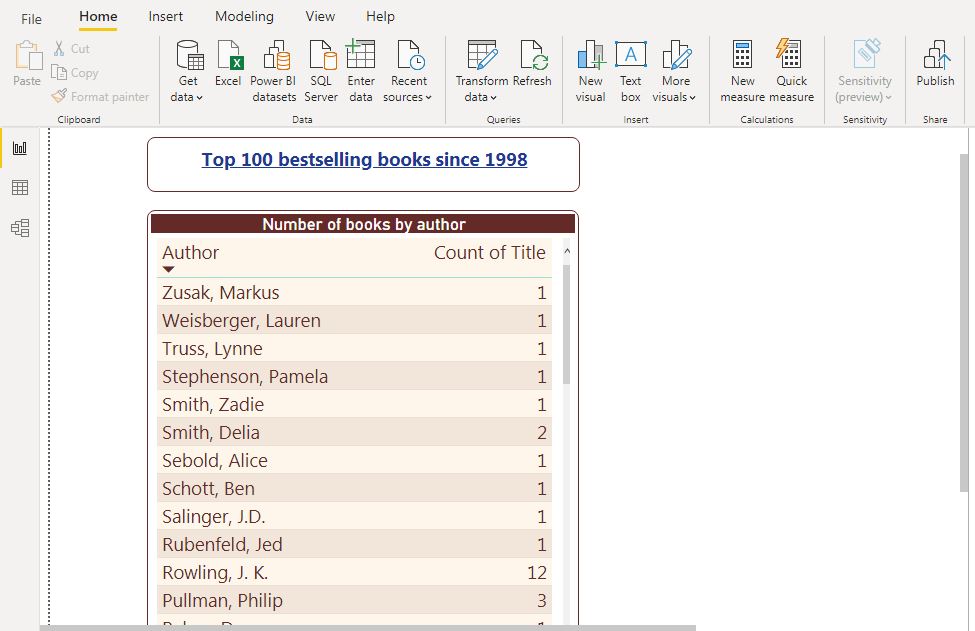 File Home Insert Modeling View Help
Paste
Cut
Copy
Format painter
Clipboard
Get data
Excel
Power BI datasets
SQL Server
Enter data
Recent sources
Data
Transform data
Refresh
Queries
New visual
Text box
More visuals
Insert
New measure
Quick measure
Calculations
Sensitivity (preview)
Sensitivity
Publish
Share
Top 100 bestselling books since 1998
Number of books by author
Author Count of Title
Zusak, Markus 1
Weisberger, Lauren 1
Truss, Lynne 1
Stephenson, Pamela 1
Smith, Zadie 1
Smith, Delia 2
Sebold, Alice 1
Schott, Ben 1
Salinger, J.D. 1
Rubenfeld, Jed 1
Rowling, J. K. 12
Pullman, Philip 3